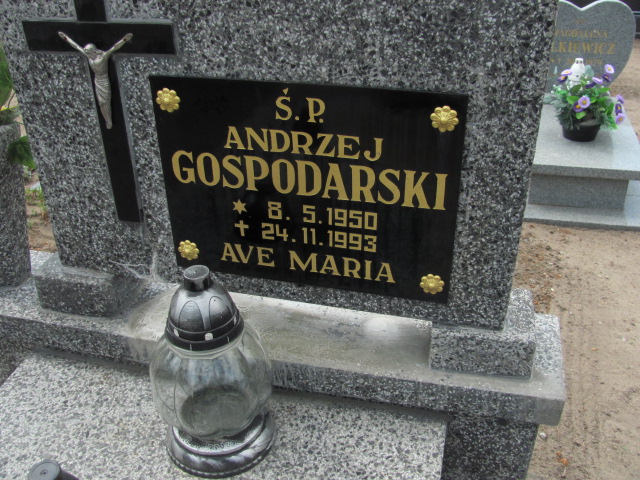 Ś.P.
ANDRZEJ
GOSPODARSKI
* 8.5.1950
+ 24.11.1993
AVE MARIA